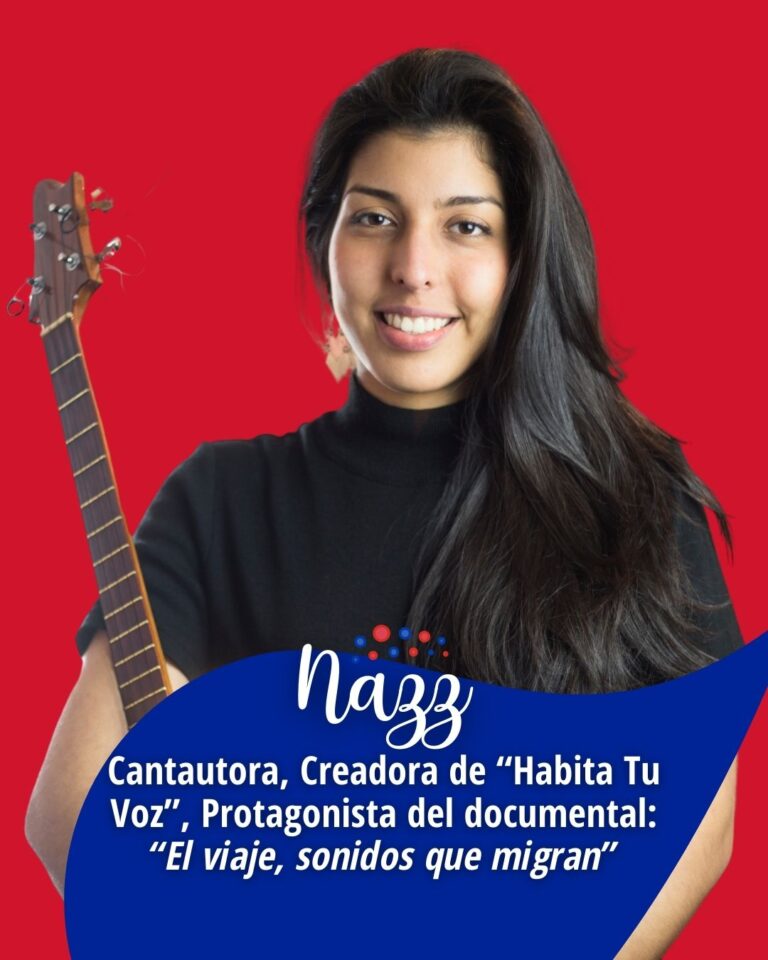 Nazz
Cantautora, Creadora de “Habita Tu
Voz”, Protagonista del documental:
“El viaje, sonidos que migran”